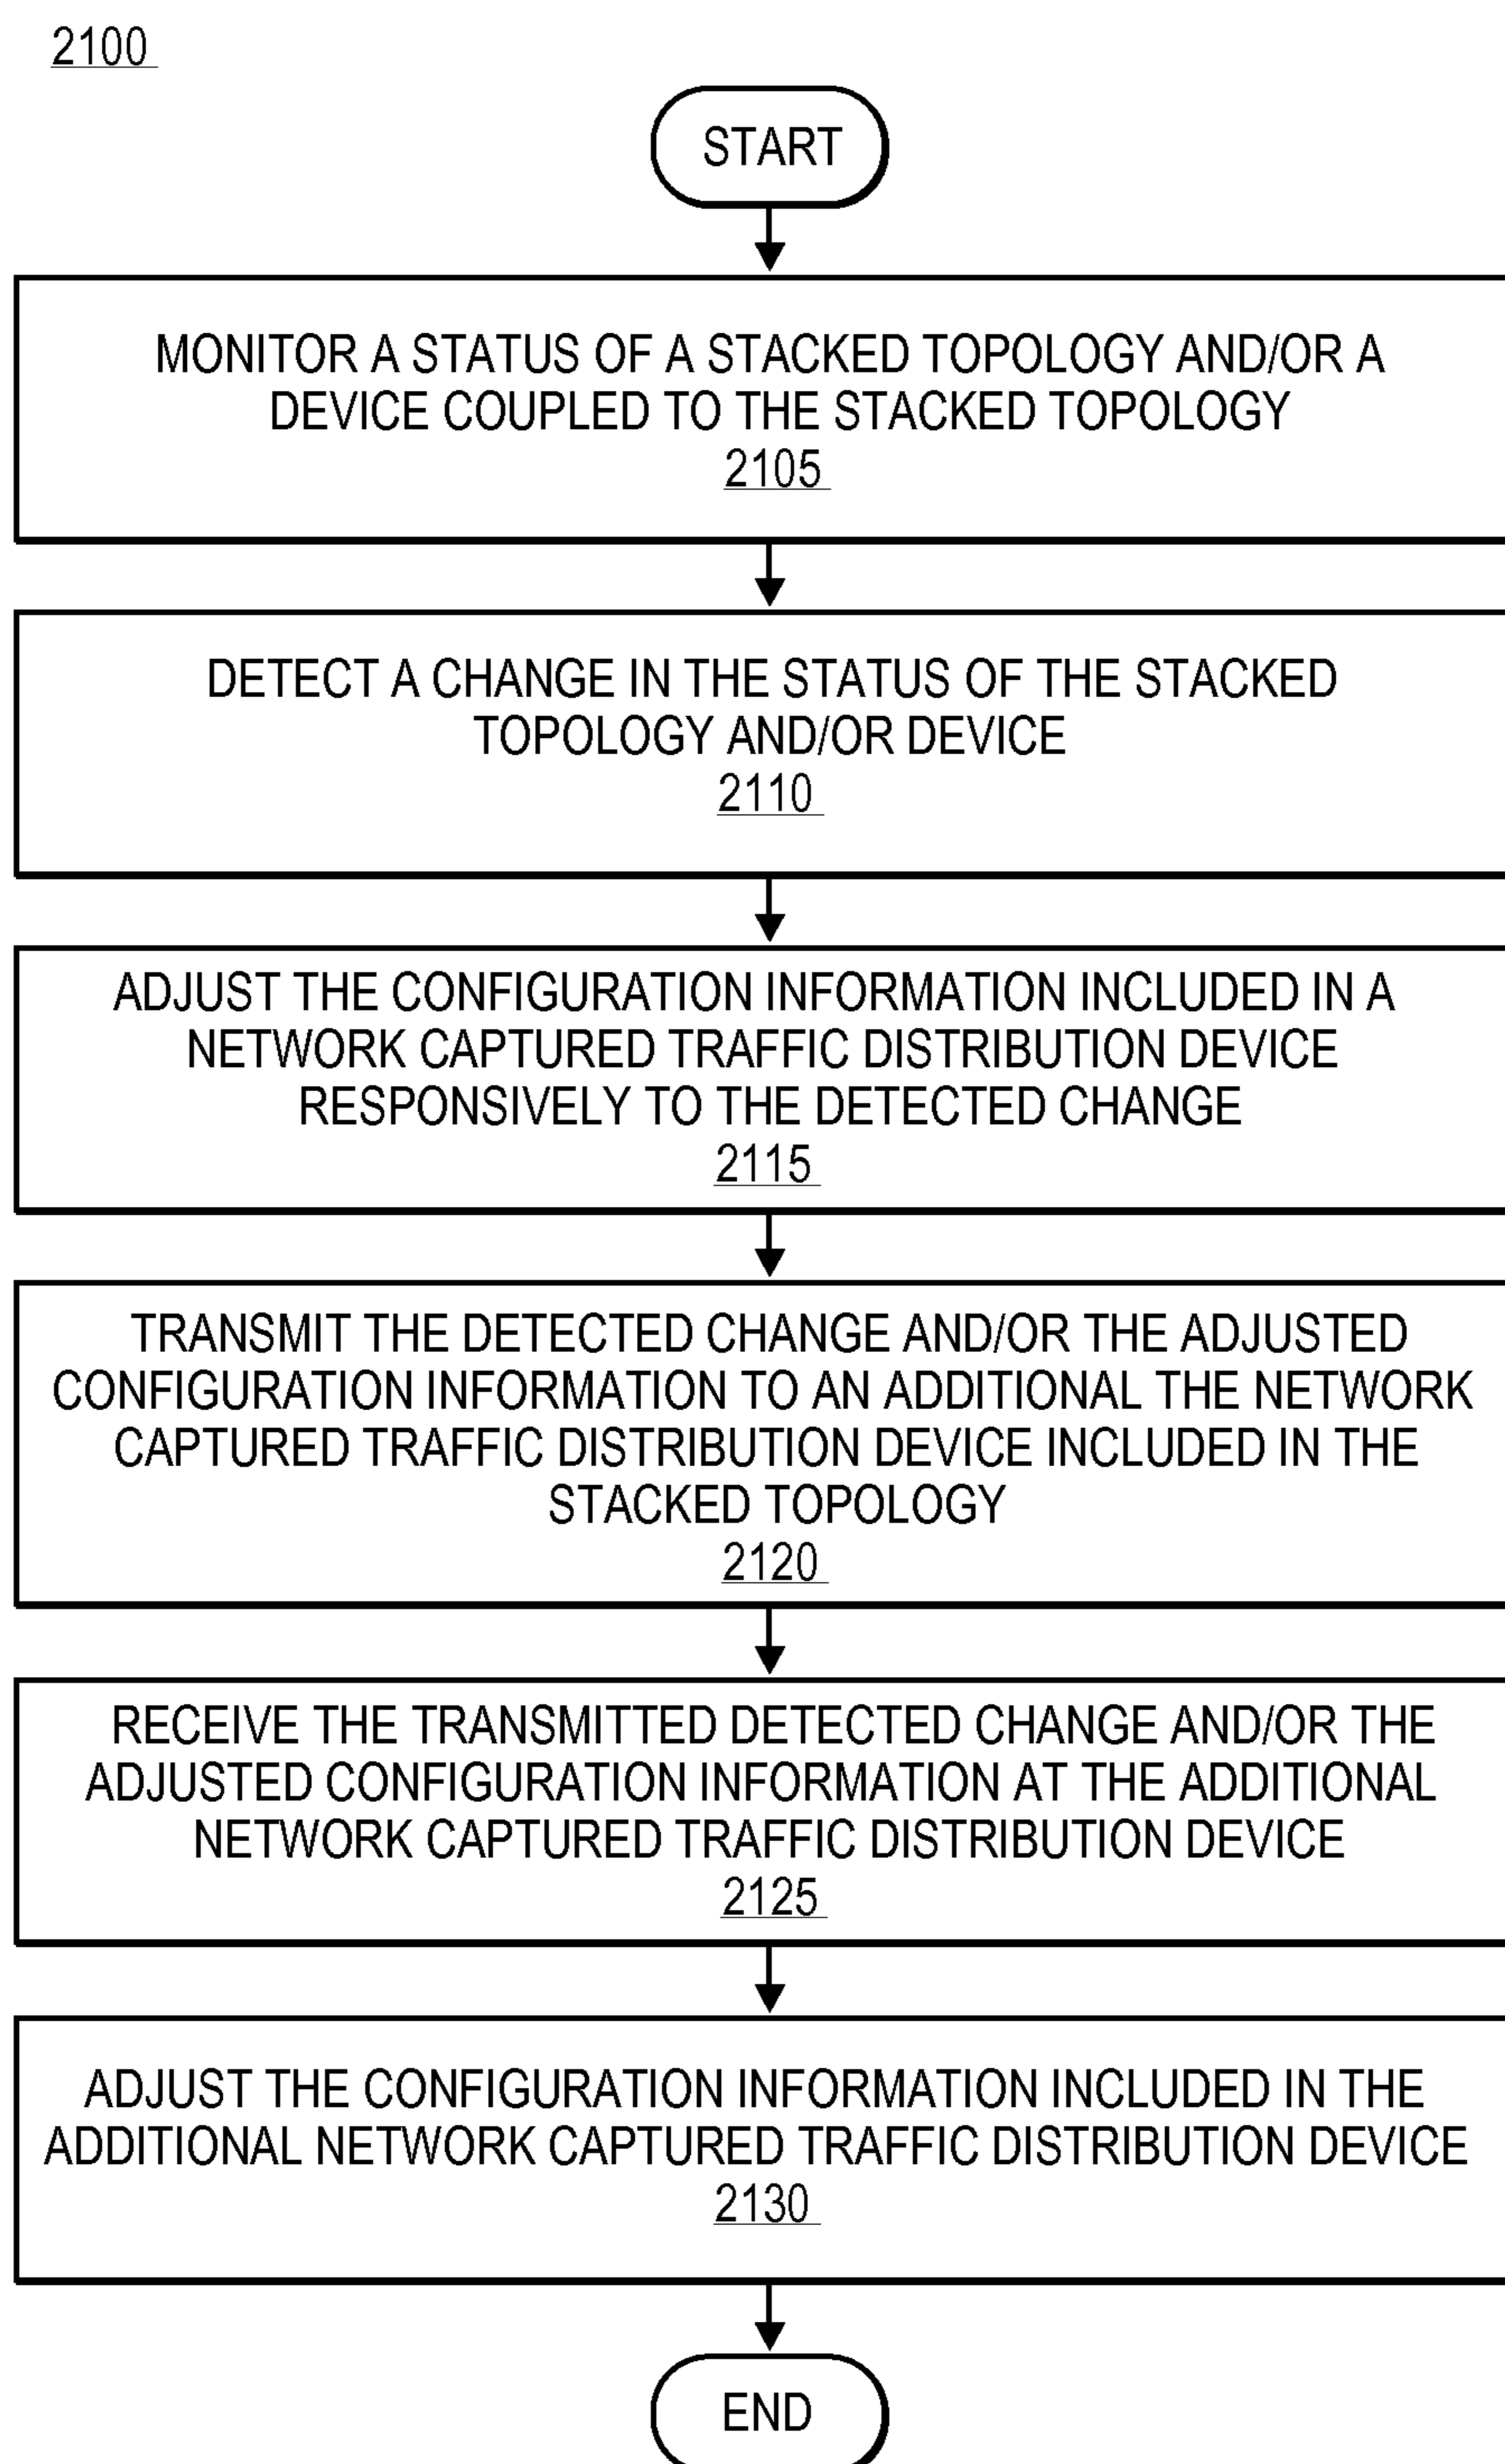 2100
START
MONITOR A STATUS OF A STACKED TOPOLOGY AND/OR A
DEVICE COUPLED TO THE STACKED TOPOLOGY
2105
DETECT A CHANGE IN THE STATUS OF THE STACKED
TOPOLOGY AND/OR DEVICE
2110
ADJUST THE CONFIGURATION INFORMATION INCLUDED IN A
NETWORK CAPTURED TRAFFIC DISTRIBUTION DEVICE
RESPONSIVELY TO THE DETECTED CHANGE
2115
TRANSMIT THE DETECTED CHANGE AND/OR THE ADJUSTED
CONFIGURATION INFORMATION TO AN ADDITIONAL THE NETWORK
CAPTURED TRAFFIC DISTRIBUTION DEVICE INCLUDED IN THE
STACKED TOPOLOGY
2120
RECEIVE THE TRANSMITTED DETECTED CHANGE AND/OR THE
ADJUSTED CONFIGURATION INFORMATION AT THE ADDITIONAL
NETWORK CAPTURED TRAFFIC DISTRIBUTION DEVICE
2125
ADJUST THE CONFIGURATION INFORMATION INCLUDED IN THE
ADDITIONAL NETWORK CAPTURED TRAFFIC DISTRIBUTION DEVICE
2130
END